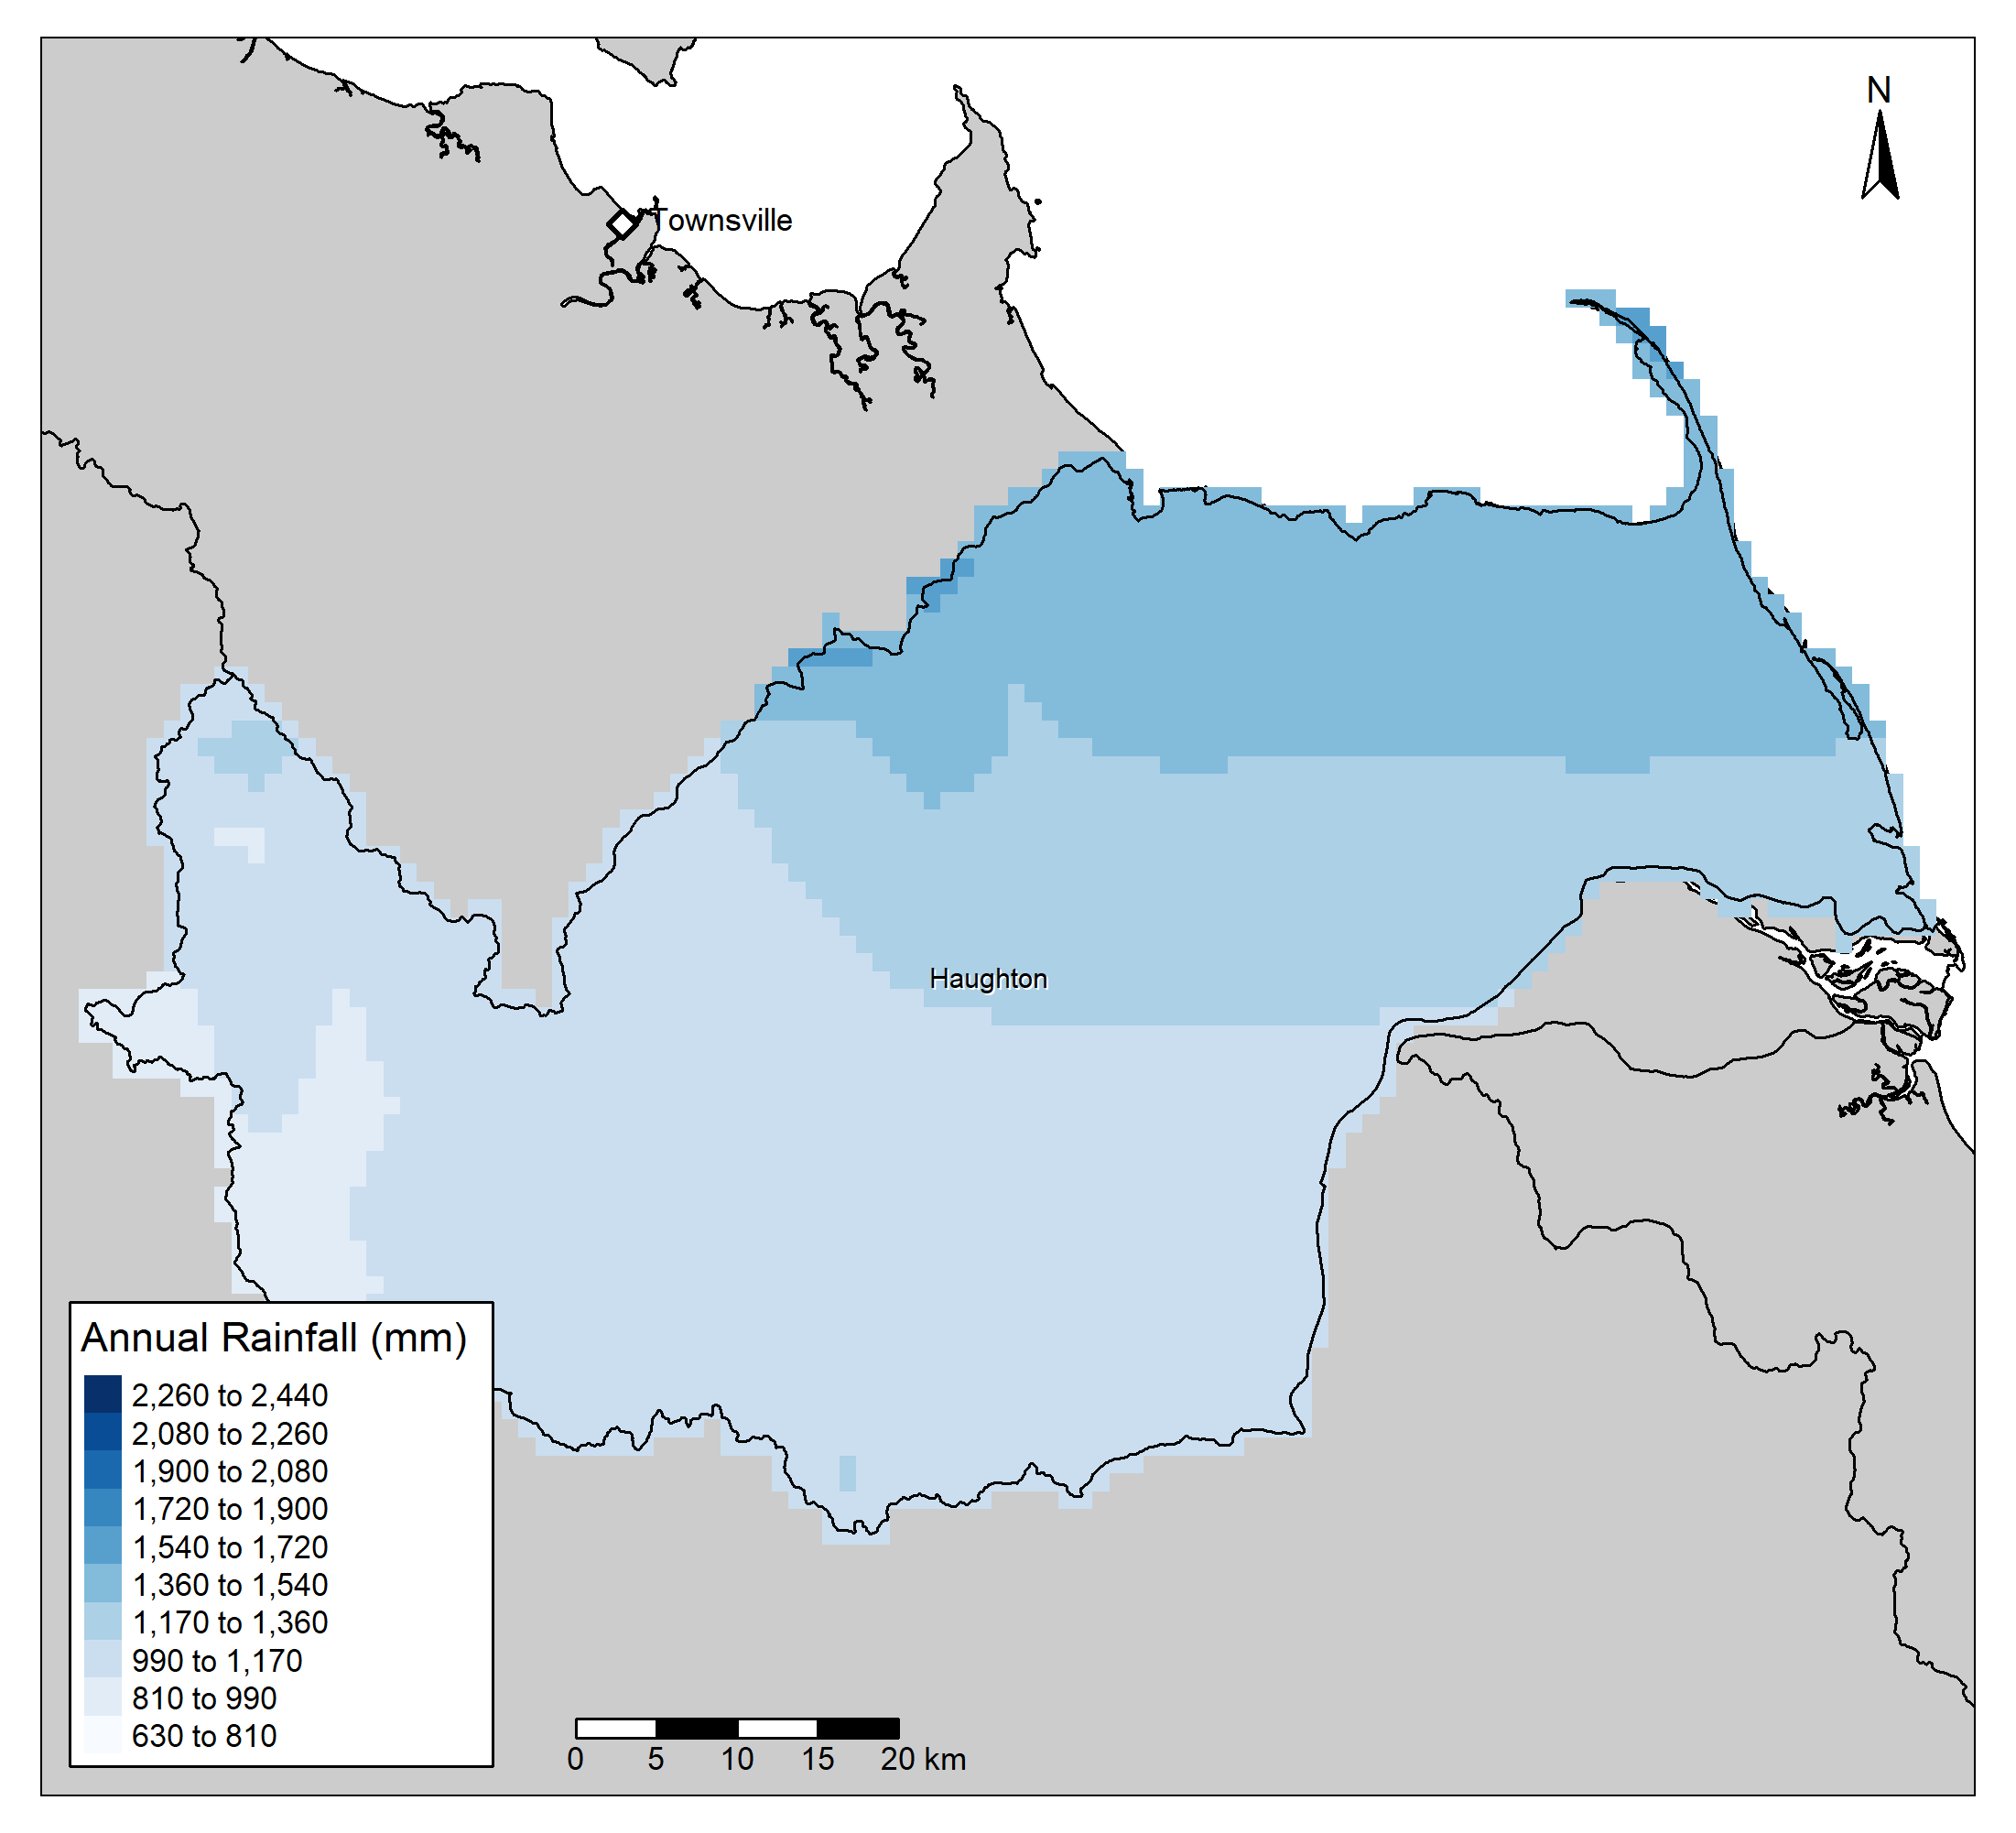 N
Townsville
Haughton
Annual Rainfall (mm)
2,260 to 2,440
2,080 to 2,260
1,900 to 2,080
1,720 to 1,900
1,540 to 1,720
1,360 to 1,540
1,170 to 1,360
990 to 1,170
810 to 990
630 to 810
0 5 10 15 20 km